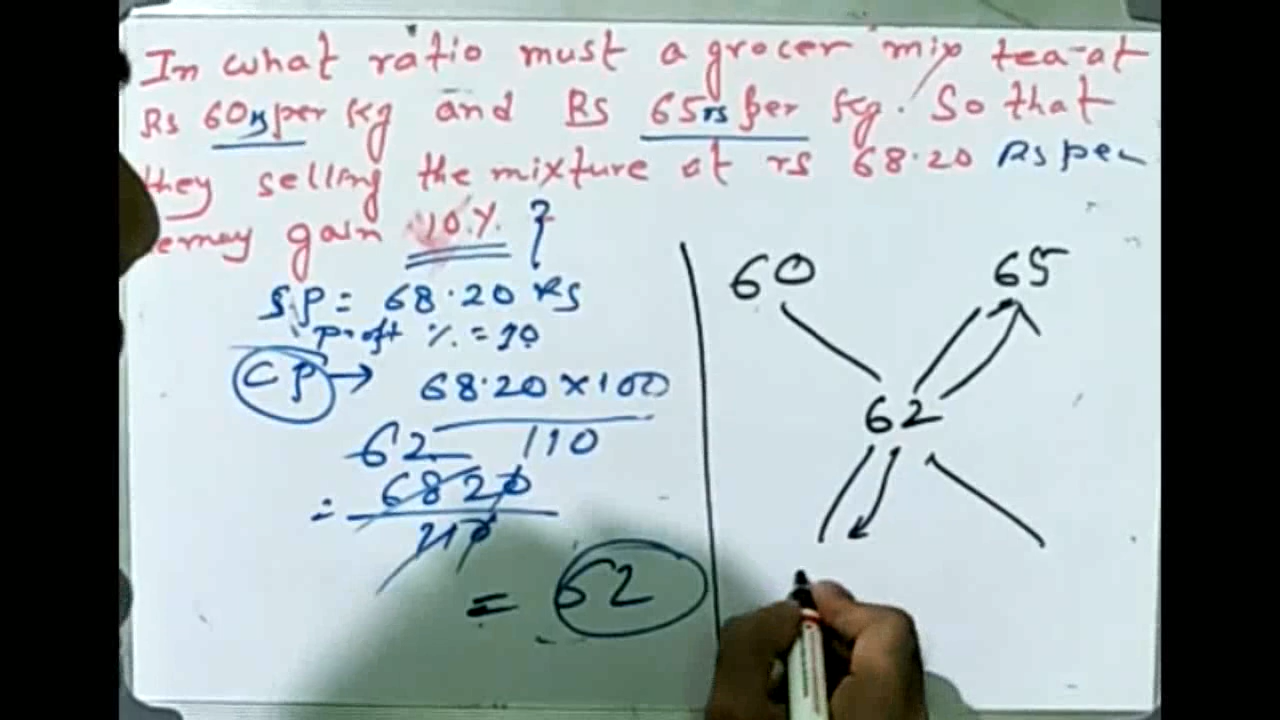 In what ratio must a grocer mix tea-at
Rs 60rs per kg and Rs 65rs per kg. So that
they selling the mixture at rs 68.20 Rs per
gain 10% ?
SP = 68.20 Rs
Profit % = 10
CP → 68.20 × 100
110
62
= 6820
110
= 62
60 65
62